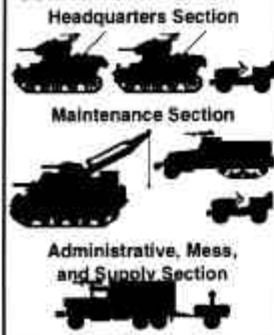 Headquarters Section
Maintenance Section
Administrative, Mess,
and Supply Section